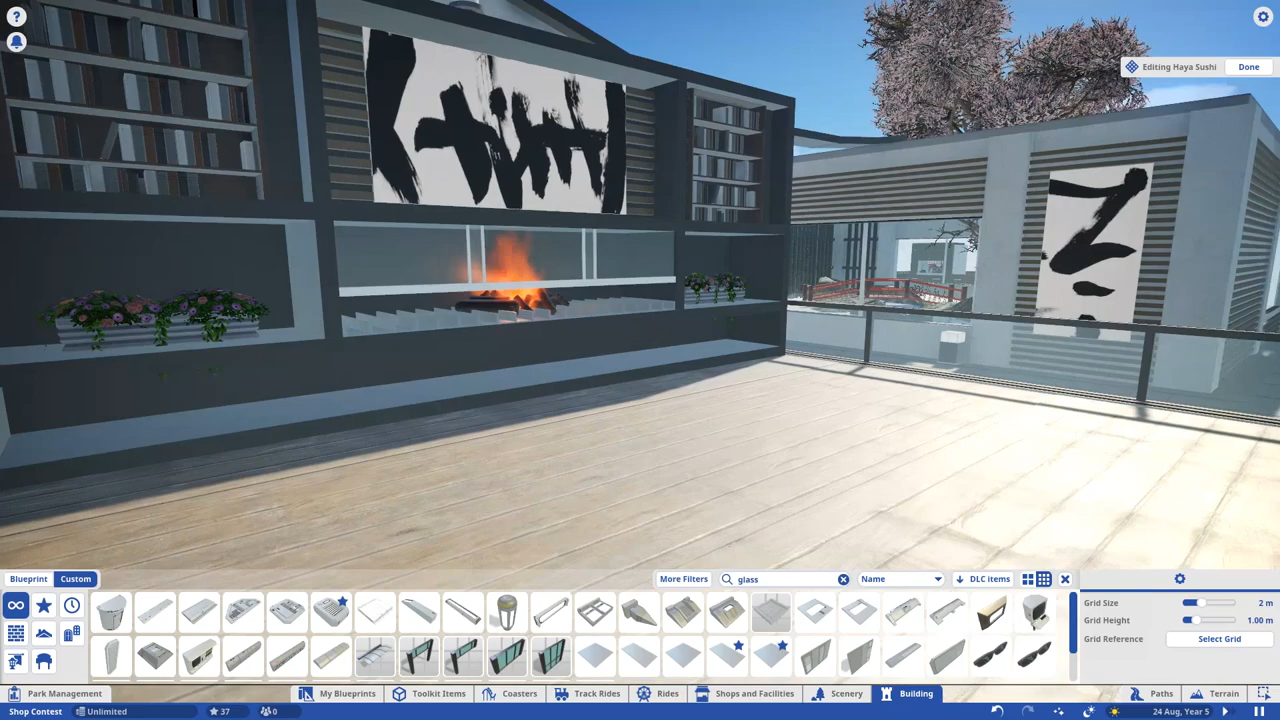 ?
Editing Haya Sushi Done
Blueprint Custom
More Filters glass Name DLC items
Grid Size 2 m
Grid Height 1.00 m
Grid Reference Select Grid
Park Management My Blueprints Toolkit Items Coasters Track Rides Rides Shops and Facilities Scenery Building Paths Terrain
Shop Contest Unlimited 37 0 24 Aug, Year 5